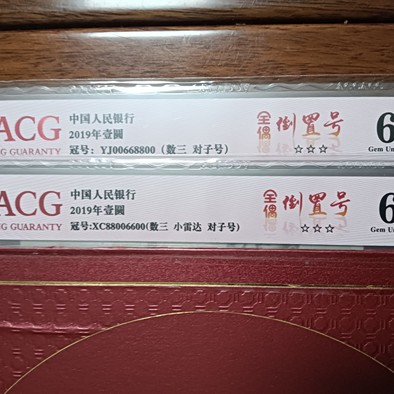 ACG
NG GUARANTY
中国人民银行
2019年壹圆
冠号：YJ00668800（数三 对子号）
全偶 倒置号
☆☆☆
6
Gem Un
ACG
NG GUARANTY
中国人民银行
2019年壹圆
冠号:XC88006600(数三 小雷达 对子号)
全偶 倒置号
☆☆☆
6
Gem Un